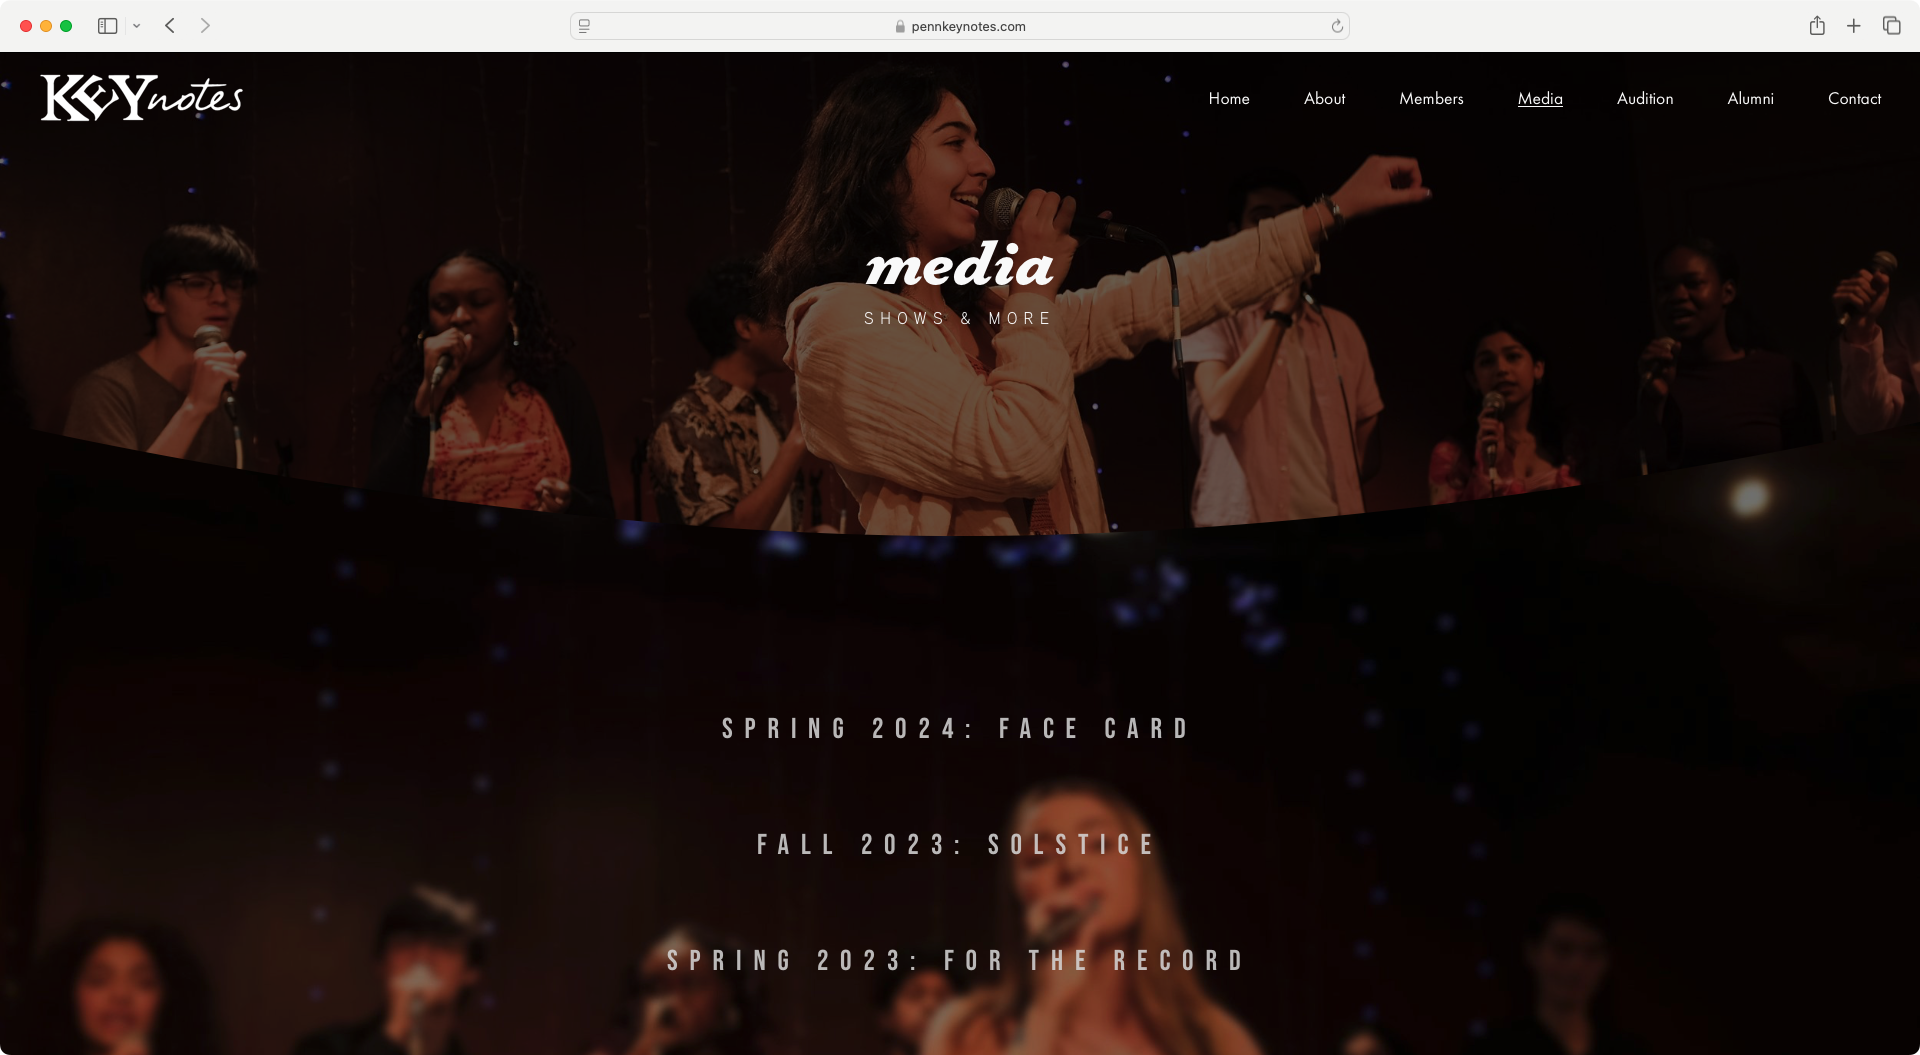 pennkeynotes.com
KEYnotes
Home About Members Media Audition Alumni Contact
media
SHOWS & MORE
SPRING 2024: FACE CARD
FALL 2023: SOLSTICE
SPRING 2023: FOR THE RECORD